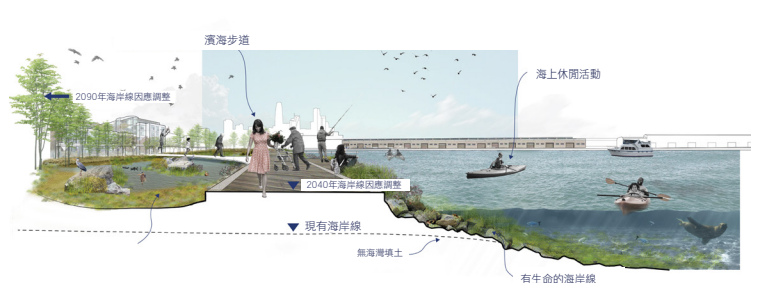 濱海步道
海上休閒活動
2090年海岸線因應調整
2040年海岸線因應調整
現有海岸線
無海灣填土
有生命的海岸線